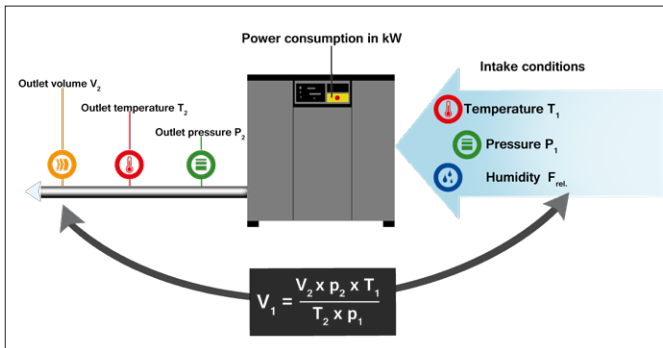 Power consumption in kW
Intake conditions
Outlet volume V₂
Outlet temperature T₂
Outlet pressure P₂
Temperature T₁
Pressure P₁
Humidity F rel.
V₁ = V₂ x p₂ x T₁
T₂ x p₁